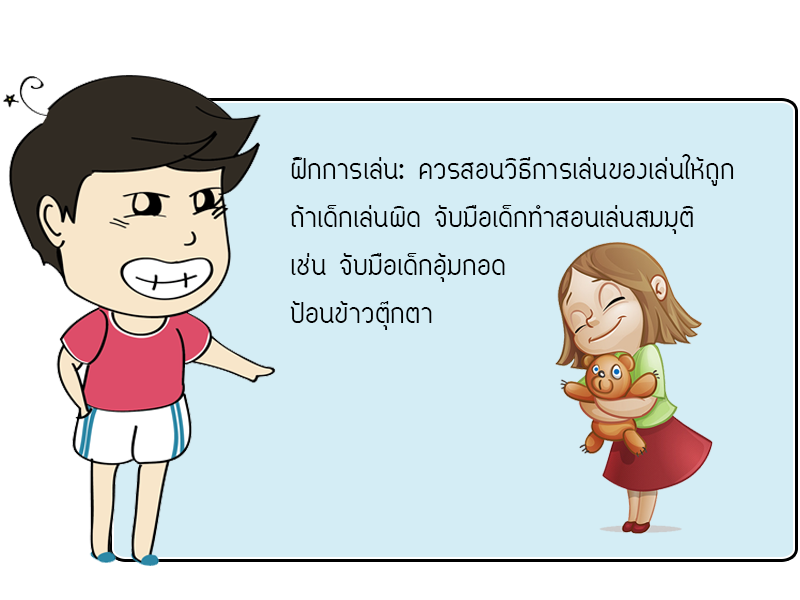 ฝึกการเล่น: ควรสอนวิธีการเล่นของเล่นให้ถูก
ถ้าเด็กเล่นผิด จับมือเด็กทำสอนเล่นสมมุติ
เช่น จับมือเด็กอุ้มกอด
ป้อนข้าวตุ๊กตา